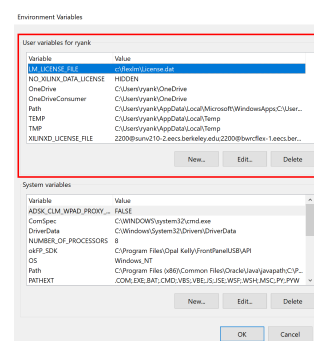 Environment Variables
User variables for ryank
Variable Value
LM_LICENSE_FILE c:\flexlm\License.dat
NO_XILINX_DATA_LICENSE HIDDEN
OneDrive C:\Users\ryank\OneDrive
OneDriveConsumer C:\Users\ryank\OneDrive
Path C:\Users\ryank\AppData\Local\Microsoft\WindowsApps;C:\User...
TEMP C:\Users\ryank\AppData\Local\Temp
TMP C:\Users\ryank\AppData\Local\Temp
XILINXD_LICENSE_FILE 2200@sunv210-2.eecs.berkeley.edu;2200@bwrcflex-1.eecs.ber...
New... Edit... Delete
System variables
Variable Value
ADSK_CLM_WPAD_PROXY_... FALSE
ComSpec C:\WINDOWS\system32\cmd.exe
DriverData C:\Windows\System32\Drivers\DriverData
NUMBER_OF_PROCESSORS 8
okFP_SDK C:\Program Files\Opal Kelly\FrontPanelUSB\API
OS Windows_NT
Path C:\Program Files (x86)\Common Files\Oracle\Java\javapath;C:\P...
PATHEXT .COM;.EXE;.BAT;.CMD;.VBS;.VBE;.JS;.JSE;.WSF;.WSH;.MSC;.PY;.PYW
New... Edit... Delete
OK Cancel